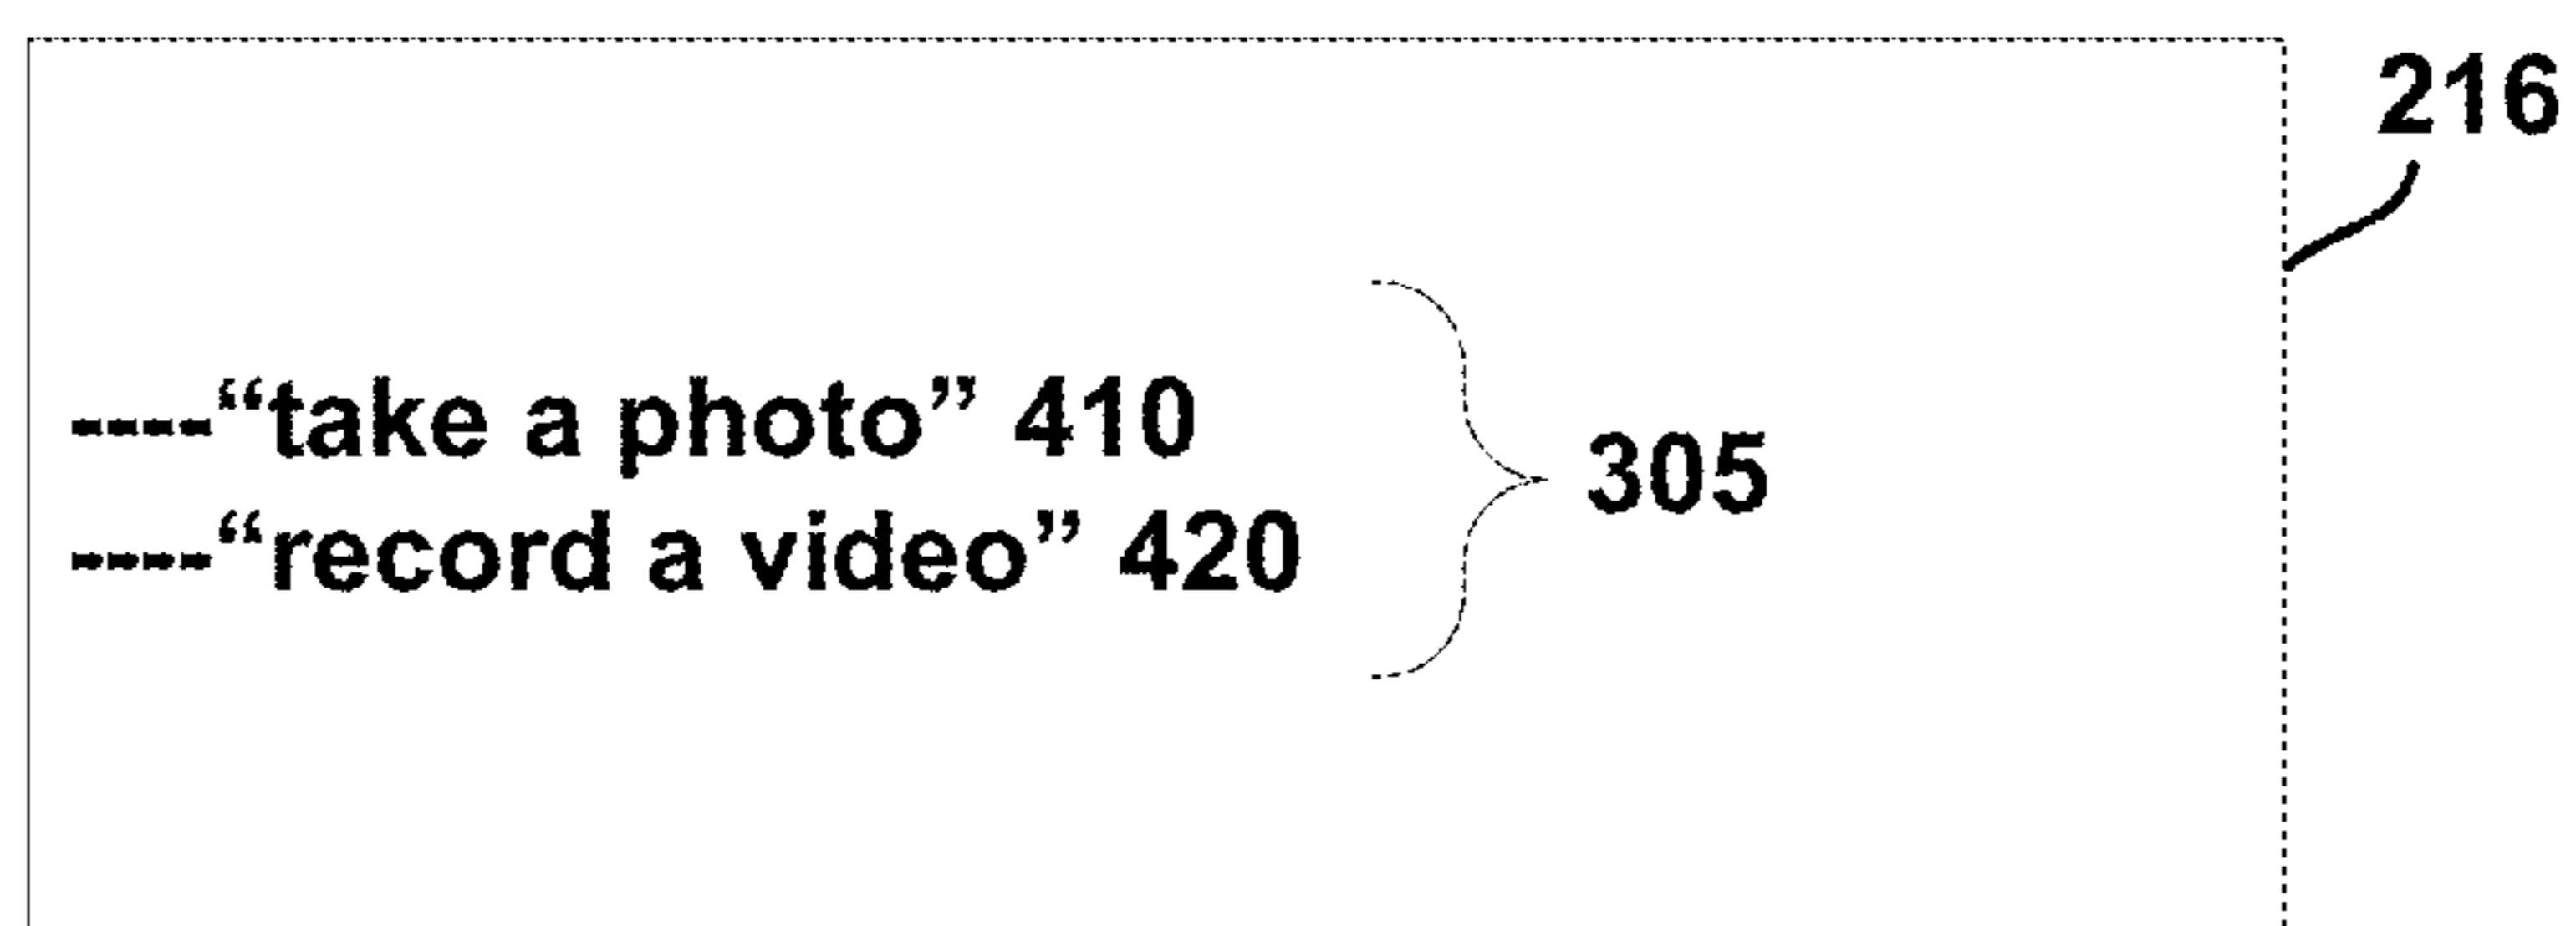 216
----“take a photo” 410
305
----“record a video” 420